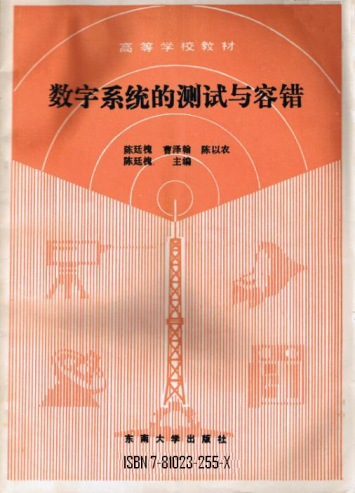 高等学校教材
数字系统的测试与容错
陈廷槐 曹泽翰 陈以农
陈廷槐 主编
东南大学出版社
ISBN 7-81023-255-X